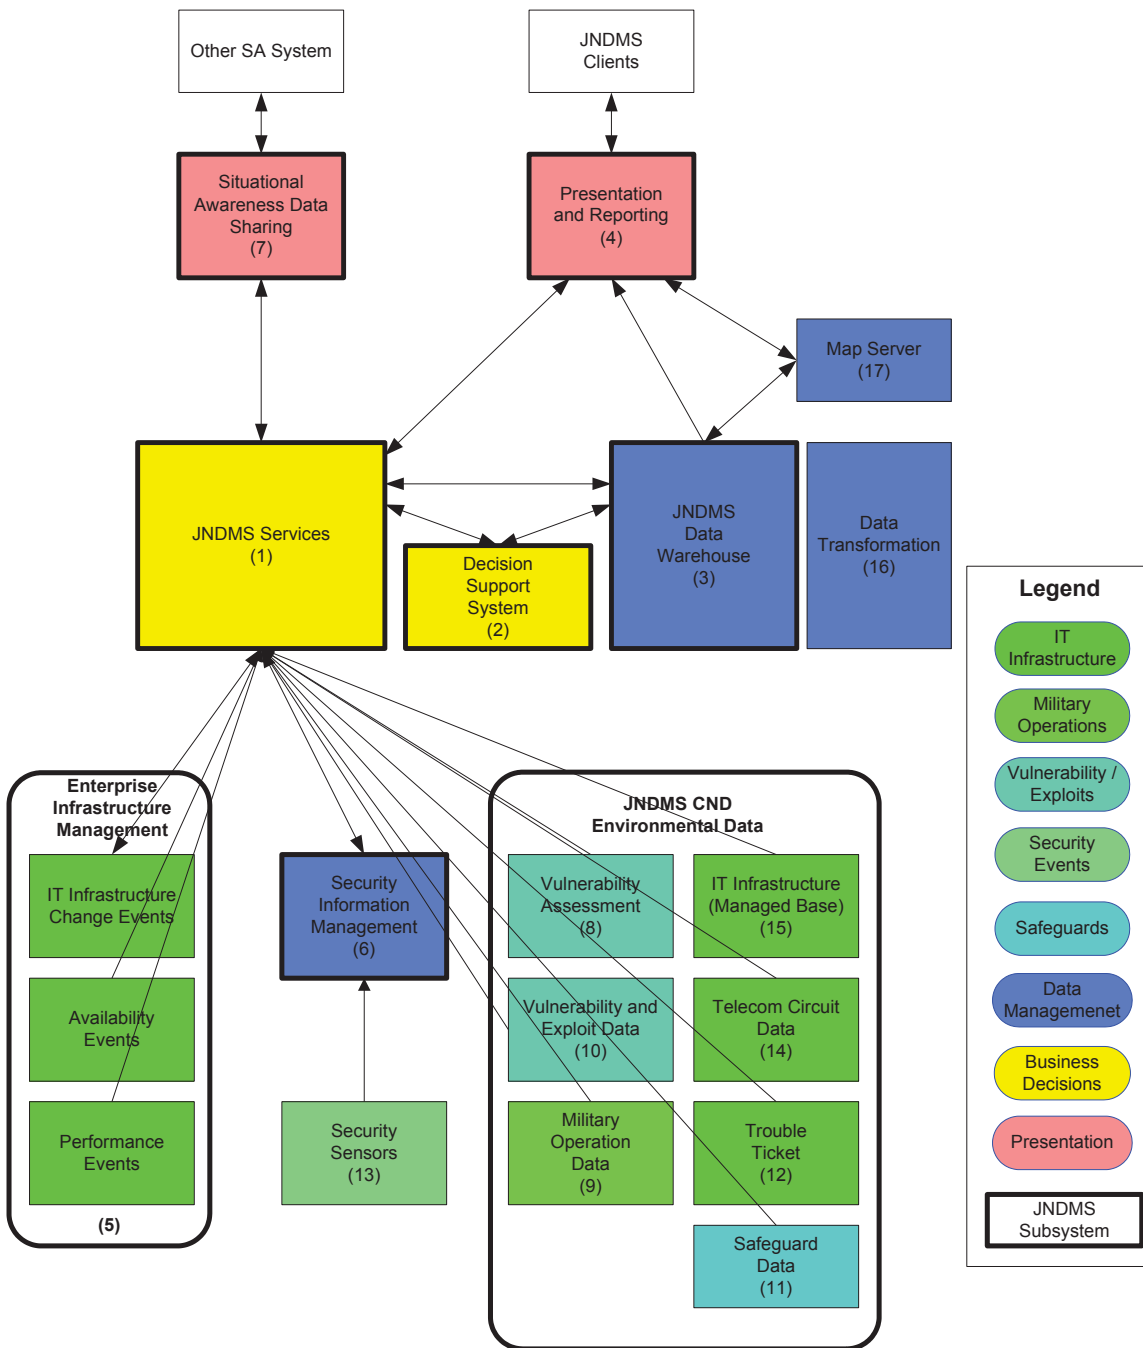 Other SA System
JNDMS
Clients
Situational
Awareness Data
Sharing
(7)
Presentation
and Reporting
(4)
Map Server
(17)
JNDMS Services
(1)
Decision
Support
System
(2)
JNDMS
Data
Warehouse
(3)
Data
Transformation
(16)
Enterprise
Infrastructure
Management
IT Infrastructure
Change Events
Availability
Events
Performance
Events
(5)
Security
Information
Management
(6)
Security
Sensors
(13)
JNDMS CND
Environmental Data
Vulnerability
Assessment
(8)
IT Infrastructure
(Managed Base)
(15)
Vulnerability and
Exploit Data
(10)
Telecom Circuit
Data
(14)
Military
Operation
Data
(9)
Trouble
Ticket
(12)
Safeguard
Data
(11)
Legend
IT
Infrastructure
Military
Operations
Vulnerability /
Exploits
Security
Events
Safeguards
Data
Managemenet
Business
Decisions
Presentation
JNDMS
Subsystem